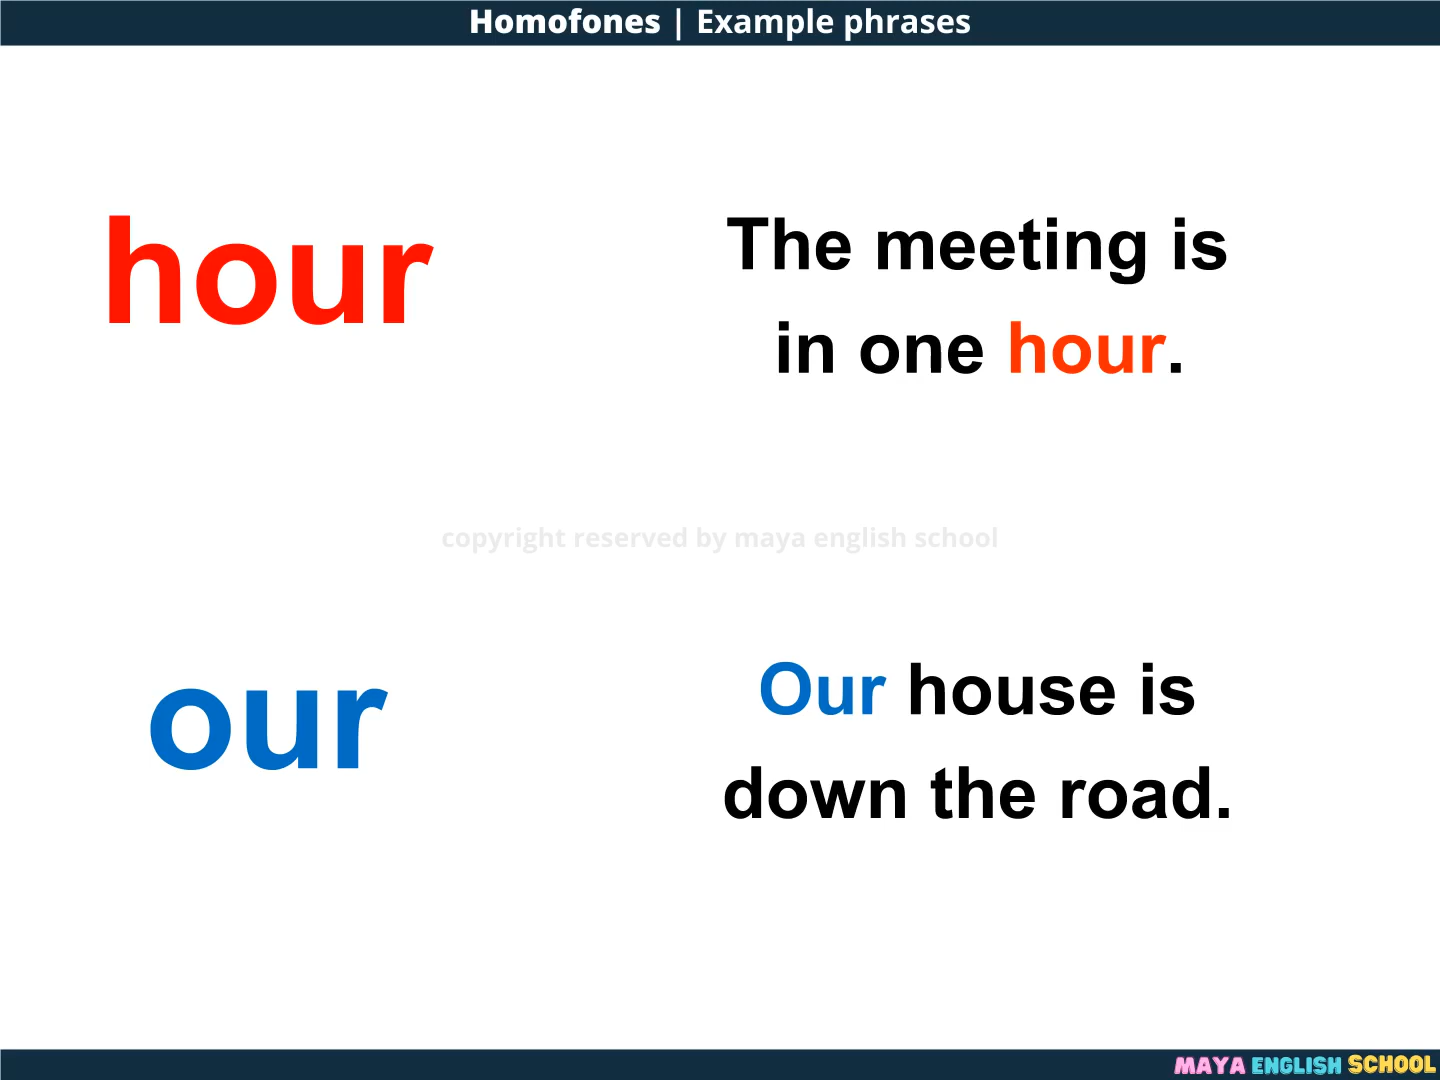 Homofones | Example phrases
hour
The meeting is
in one hour.
copyright reserved by maya english school
our
Our house is
down the road.
MAYA ENGLISH SCHOOL